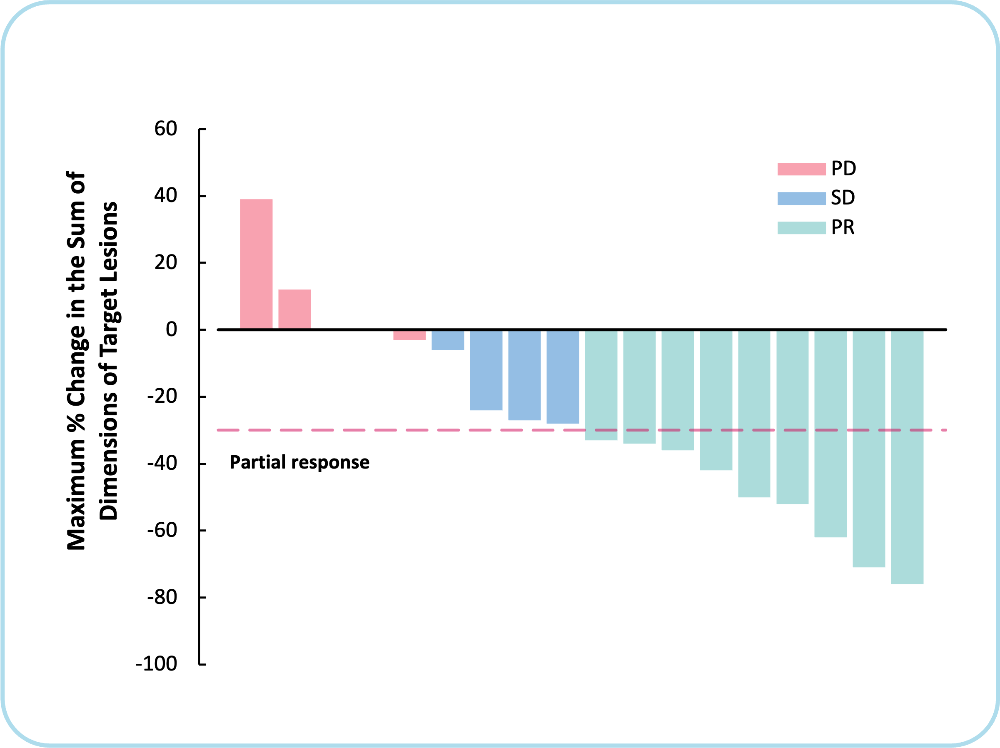 Maximum % Change in the Sum of
Dimensions of Target Lesions
60
40
20
0
-20
-40
-60
-80
-100
PD
SD
PR
Partial response